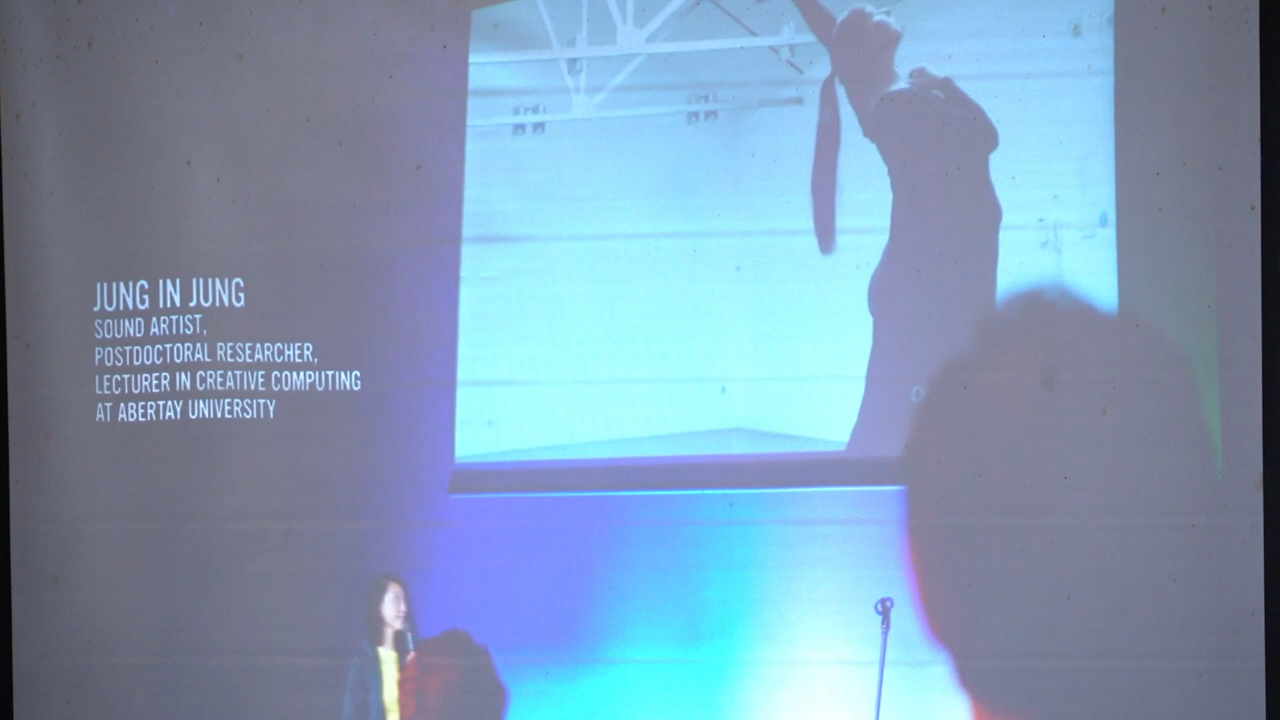 JUNG IN JUNG
SOUND ARTIST,
POSTDOCTORAL RESEARCHER,
LECTURER IN CREATIVE COMPUTING
AT ABERTAY UNIVERSITY